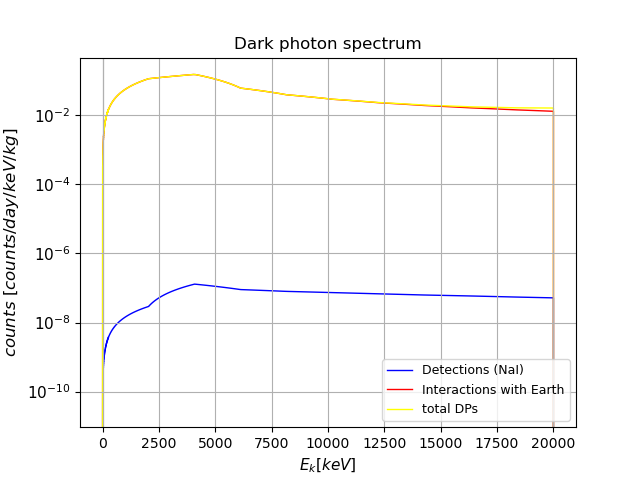 Dark photon spectrum
counts [counts/day/keV/kg]
10⁻²
10⁻⁴
10⁻⁶
10⁻⁸
10⁻¹⁰
Detections (NaI)
Interactions with Earth
total DPs
0 2500 5000 7500 10000 12500 15000 17500 20000
Eₖ[keV]